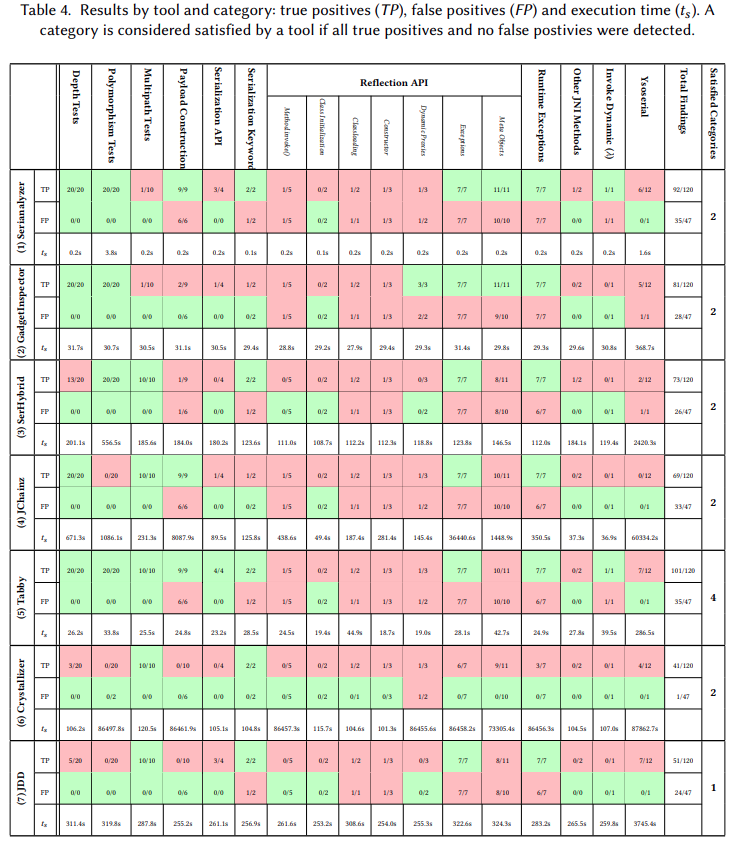 Table 4. Results by tool and category: true positives (TP), false positives (FP) and execution time (ts). A
category is considered satisfied by a tool if all true positives and no false postivies were detected.
Depth Tests
Polymorphism Tests
Multipath Tests
Payload Construction
Serialization API
Serialization Keyword
Reflection API
Method.invoke()
Class Initialization
Classloading
Constructor
Dynamic Proxies
Exceptions
Meta Objects
Runtime Exceptions
Other JNI Methods
Invoke Dynamic (λ)
Ysoserial
Total Findings
Satisfied Categories
(1) Serianalyzer
TP 20/20 20/20 1/10 9/9 3/4 2/2 1/5 0/2 1/2 1/3 1/3 7/7 11/11 7/7 1/2 1/1 6/12 92/120
FP 0/0 0/0 0/0 6/6 0/0 1/2 1/5 0/2 1/1 1/3 1/2 7/7 10/10 7/7 0/0 1/1 0/1 35/47
2
ts 0.2s 3.8s 0.2s 0.2s 0.2s 0.1s 0.2s 0.1s 0.2s 0.2s 0.2s 0.2s 0.2s 0.2s 0.2s 0.2s 1.6s
(2) GadgetInspector
TP 20/20 20/20 1/10 2/9 1/4 1/2 1/5 0/2 1/2 1/3 3/3 7/7 11/11 7/7 0/2 0/1 5/12 81/120
FP 0/0 0/0 0/0 0/6 0/0 0/2 1/5 0/2 1/1 1/3 2/2 7/7 9/10 7/7 0/0 0/1 1/1 28/47
2
ts 31.7s 30.7s 30.5s 31.1s 30.5s 29.4s 28.8s 29.2s 27.9s 29.4s 29.3s 31.4s 29.8s 29.3s 29.6s 30.8s 368.7s
(3) SerHybrid
TP 13/20 20/20 10/10 1/9 0/4 2/2 0/5 0/2 1/2 1/3 0/3 7/7 8/11 7/7 1/2 0/1 2/12 73/120
FP 0/0 0/0 0/0 1/6 0/0 1/2 0/5 0/2 1/1 1/3 0/2 7/7 8/10 6/7 0/0 0/1 1/1 26/47
2
ts 201.1s 556.5s 185.6s 184.0s 180.2s 123.6s 111.0s 108.7s 112.2s 112.3s 118.8s 123.8s 146.5s 112.0s 184.1s 119.4s 2420.3s
(4) JChainz
TP 20/20 0/20 10/10 9/9 1/4 1/2 1/5 0/2 1/2 1/3 1/3 7/7 10/11 7/7 0/2 0/1 0/12 69/120
FP 0/0 0/0 0/0 6/6 0/0 0/2 1/5 0/2 1/1 1/3 1/2 7/7 10/10 6/7 0/0 0/1 0/1 33/47
2
ts 671.3s 1086.1s 231.3s 8087.9s 89.5s 125.8s 438.6s 49.4s 187.4s 281.4s 145.4s 36440.6s 1448.9s 350.5s 37.3s 36.9s 60334.2s
(5) Tabby
TP 20/20 20/20 10/10 9/9 4/4 2/2 1/5 0/2 1/2 1/3 1/3 7/7 10/11 7/7 0/2 1/1 7/12 101/120
FP 0/0 0/0 0/0 6/6 0/0 1/2 1/5 0/2 1/1 1/3 1/2 7/7 10/10 6/7 0/0 1/1 0/1 35/47
4
ts 26.2s 33.8s 25.5s 24.8s 23.2s 28.5s 24.5s 19.4s 44.9s 18.7s 19.0s 28.1s 42.7s 24.9s 27.8s 39.5s 286.5s
(6) Crystallizer
TP 3/20 0/20 10/10 0/10 0/4 2/2 0/5 0/2 1/2 1/3 1/3 6/7 9/11 3/7 0/2 0/1 4/12 41/120
FP 0/0 0/2 0/0 0/6 0/0 0/2 0/5 0/2 0/1 0/3 1/2 0/7 0/10 0/7 0/0 0/1 0/1 1/47
2
ts 106.2s 86497.8s 120.5s 86461.9s 105.1s 104.8s 86457.3s 115.7s 104.6s 101.3s 86455.6s 86458.2s 73305.4s 86456.3s 104.5s 107.0s 87862.7s
(7) JDD
TP 5/20 0/20 10/10 0/10 3/4 2/2 0/5 0/2 1/2 1/3 0/3 7/7 8/11 7/7 0/2 0/1 7/12 51/120
FP 0/0 0/0 0/0 0/6 0/0 1/2 0/5 0/2 1/1 1/3 0/2 7/7 8/10 6/7 0/0 0/1 0/1 24/47
1
ts 311.4s 319.8s 287.8s 255.2s 261.1s 256.9s 261.6s 253.2s 308.6s 254.0s 255.3s 322.6s 324.3s 283.2s 265.5s 259.8s 3745.4s